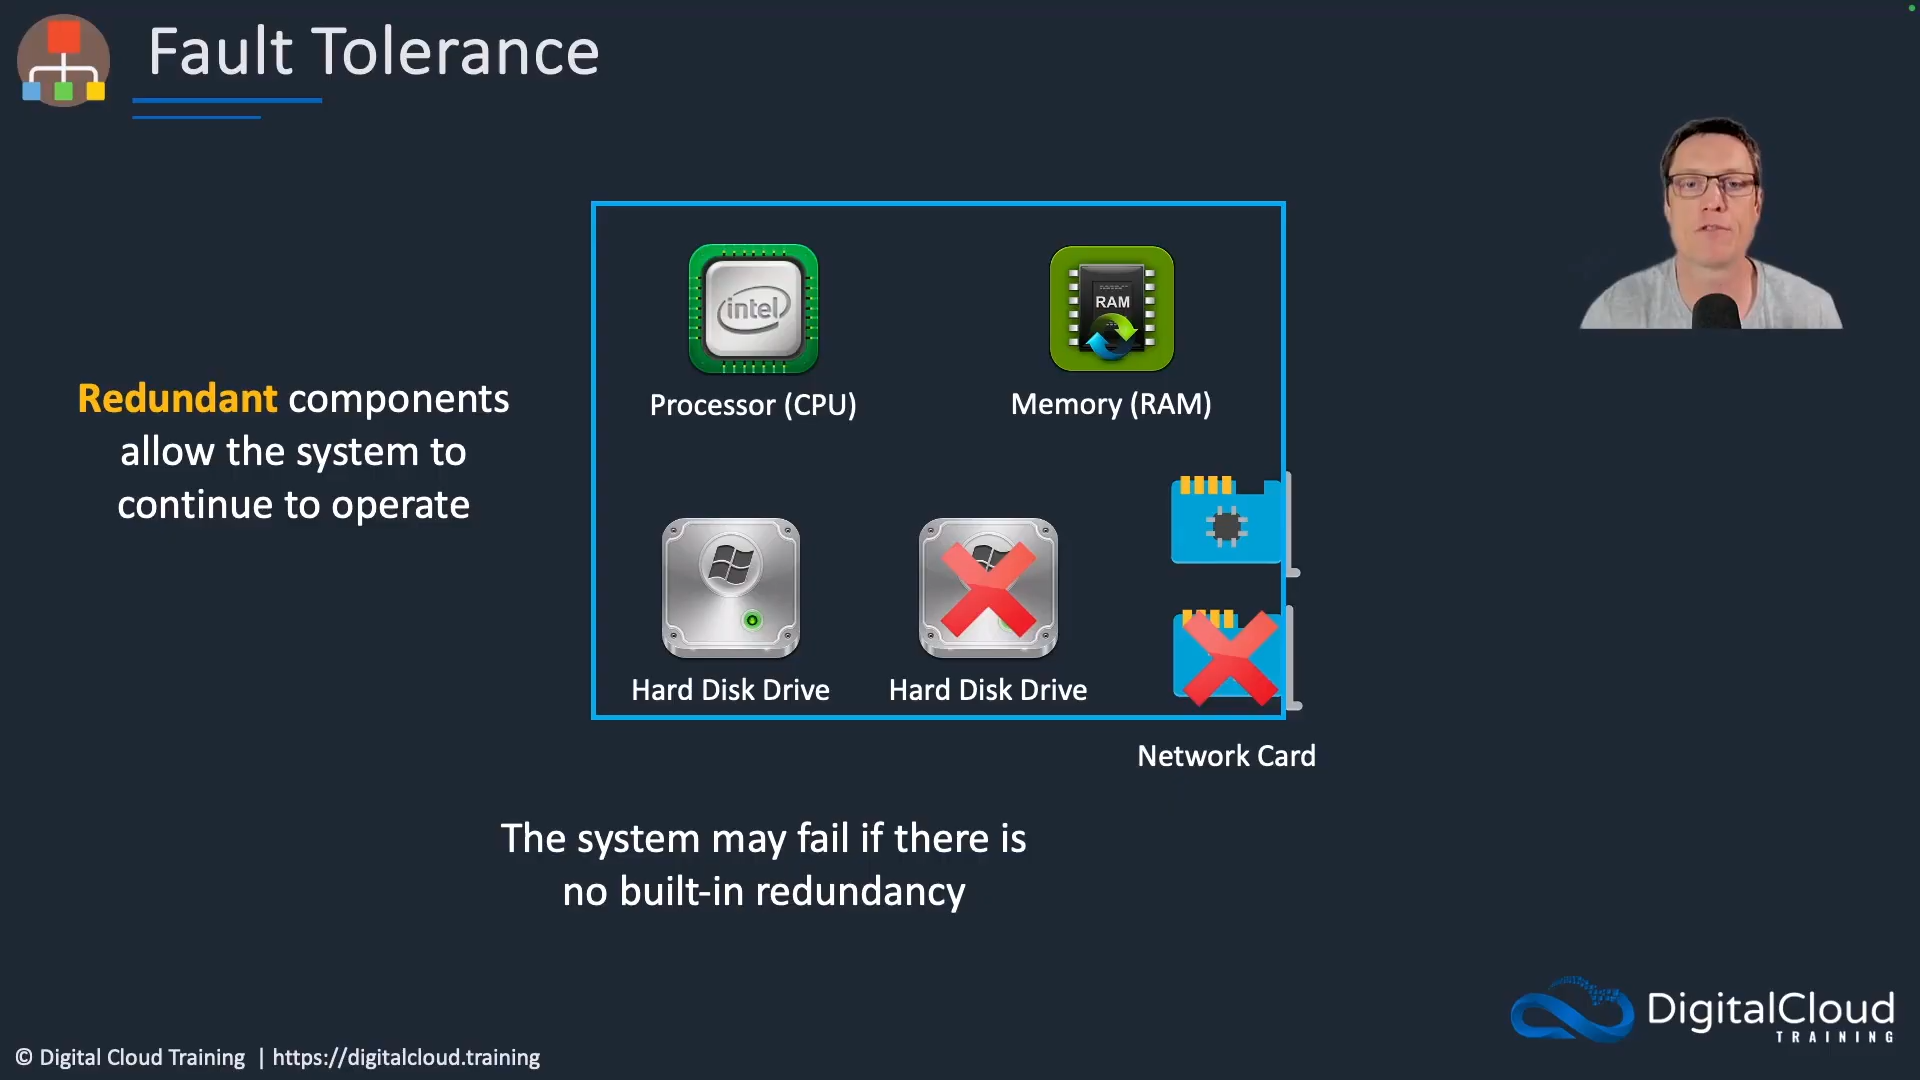 Fault Tolerance
intel
RAM
Processor (CPU)
Memory (RAM)
Redundant components
allow the system to
continue to operate
Hard Disk Drive
Hard Disk Drive
Network Card
The system may fail if there is
no built-in redundancy
DigitalCloud
TRAINING
© Digital Cloud Training | https://digitalcloud.training